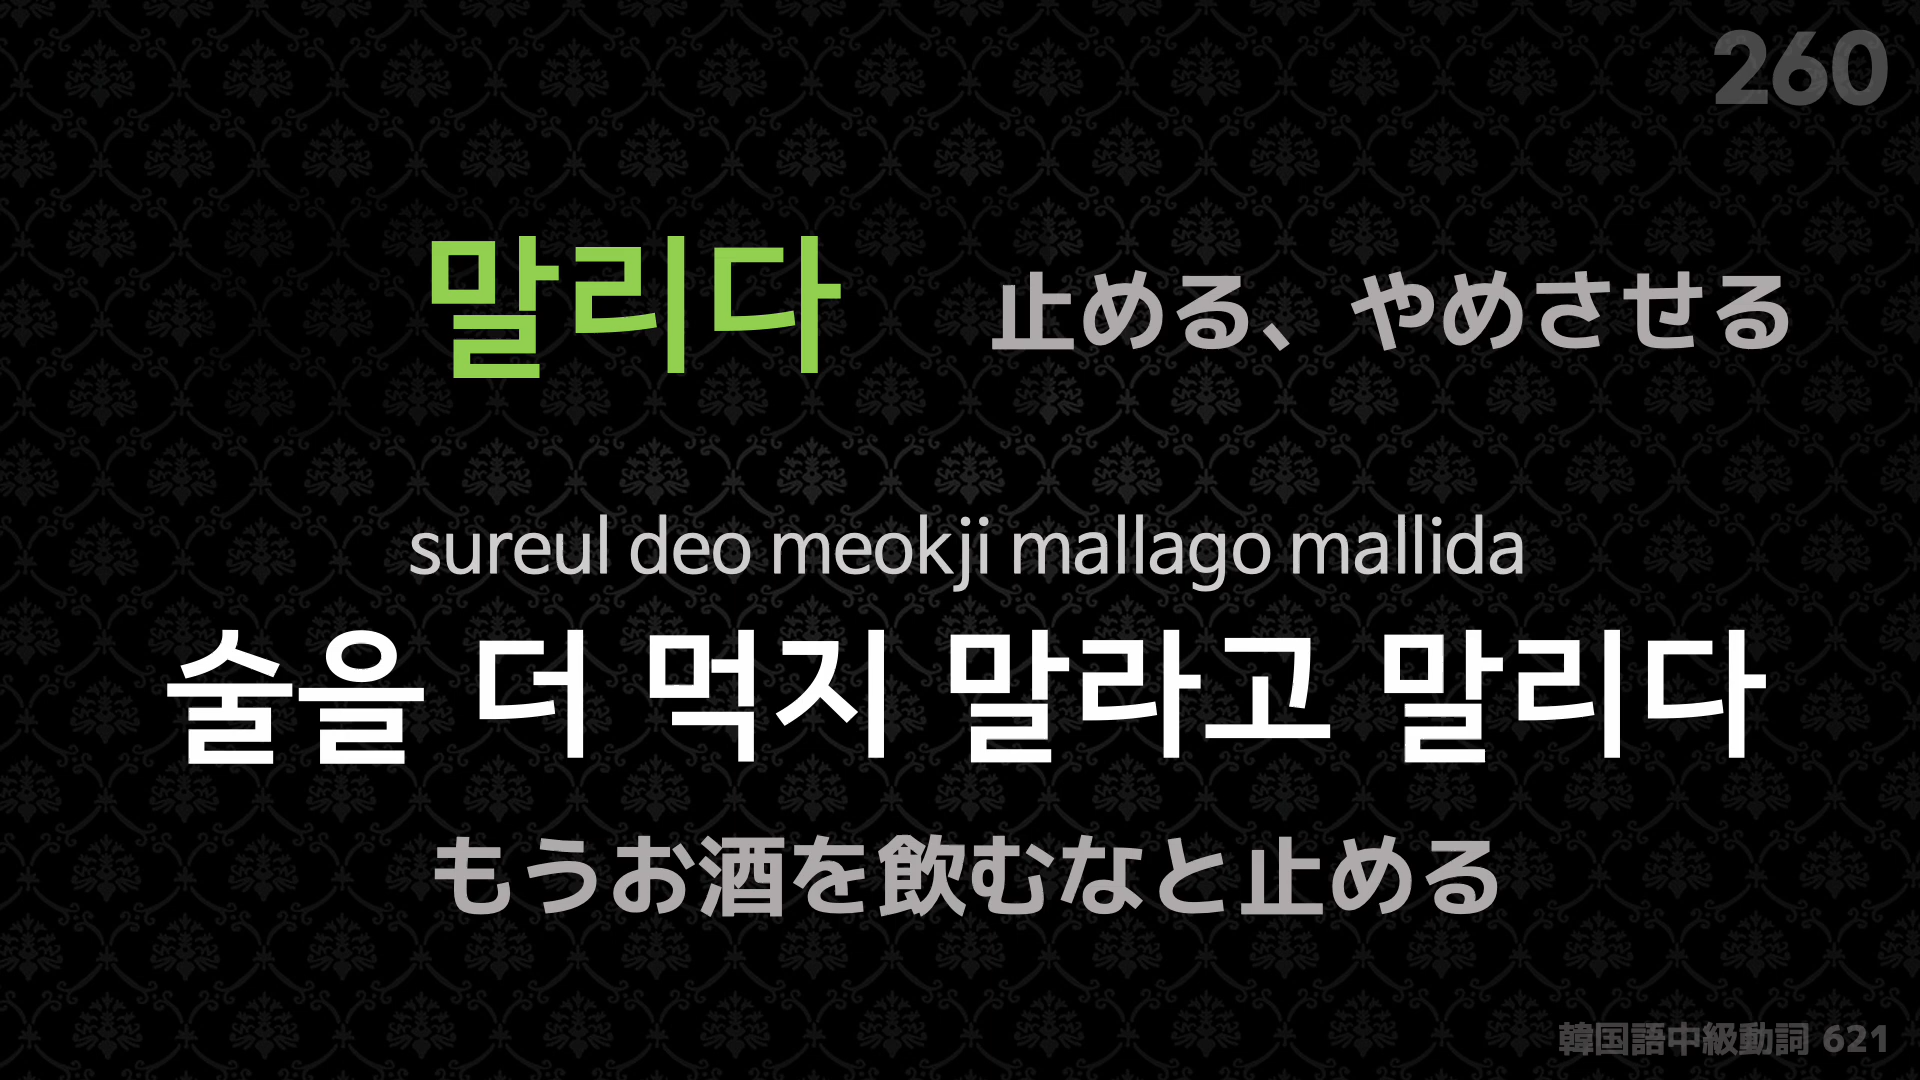 260
말리다 止める、やめさせる
sureul deo meokji mallago mallida
술을 더 먹지 말라고 말리다
もうお酒を飲むなと止める
韓国語中級動詞 621